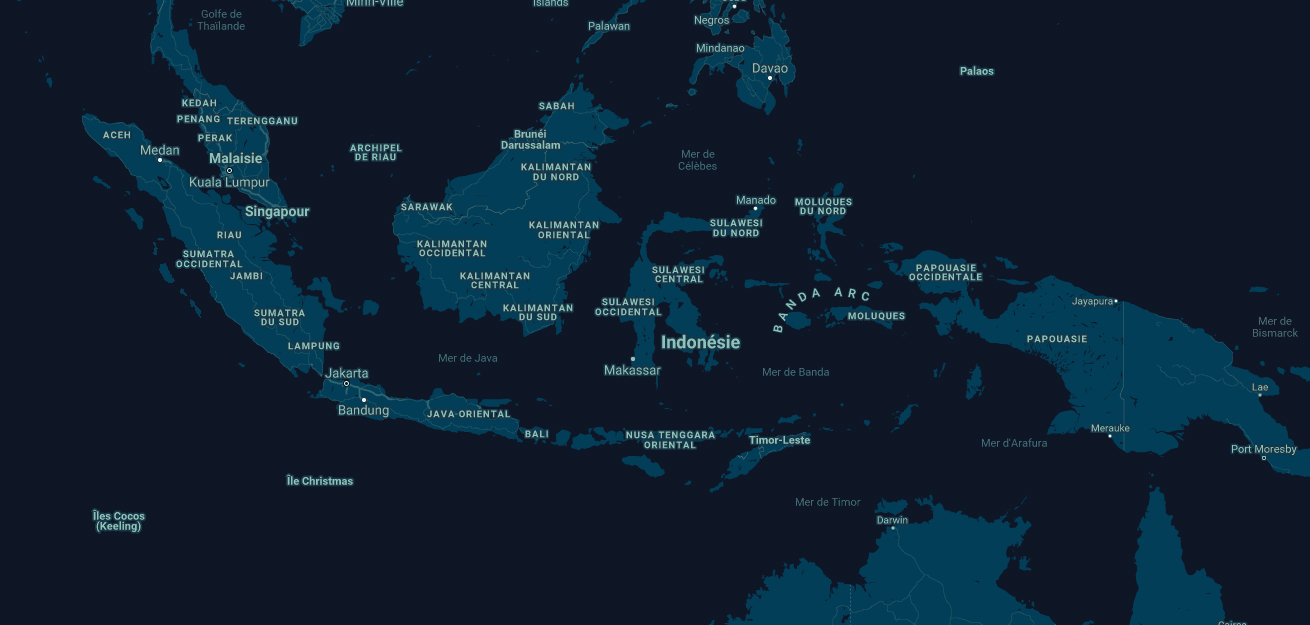 Minh-Ville
Islands
Golfe de
Thaïlande
Palawan
Negros
Mindanao
Davao
Palaos
KEDAH
PENANG
TERENGGANU
PERAK
ACEH
Medan
Malaisie
Kuala Lumpur
Singapour
ARCHIPEL
DE RIAU
SABAH
Brunéi
Darussalam
KALIMANTAN
DU NORD
Mer de
Célèbes
SARAWAK
Manado
MOLUQUES
DU NORD
SULAWESI
DU NORD
RIAU
SUMATRA
OCCIDENTAL
JAMBI
KALIMANTAN
ORIENTAL
KALIMANTAN
OCCIDENTAL
KALIMANTAN
CENTRAL
SULAWESI
CENTRAL
PAPOUASIE
OCCIDENTALE
BANDA ARC
SULAWESI
OCCIDENTAL
KALIMANTAN
DU SUD
SUMATRA
DU SUD
MOLUQUES
Jayapura
Mer de
Bismarck
LAMPUNG
Mer de Java
Indonésie
PAPOUASIE
Makassar
Mer de Banda
Jakarta
Bandung
JAVA ORIENTAL
BALI
NUSA TENGGARA
ORIENTAL
Timor-Leste
Lae
Merauke
Mer d'Arafura
Port Moresby
Île Christmas
Îles Cocos
(Keeling)
Mer de Timor
Darwin